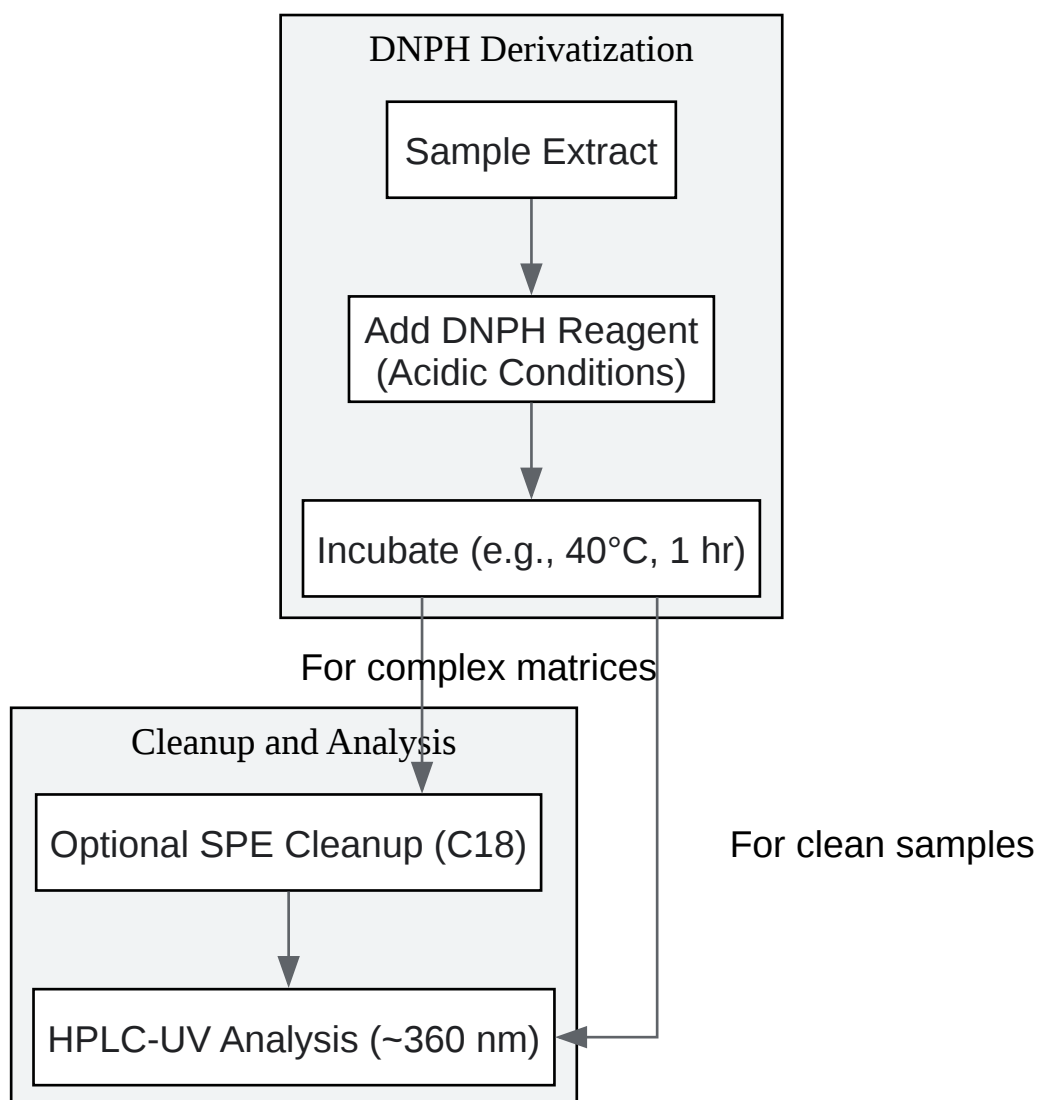 DNPH Derivatization
Sample Extract
Add DNPH Reagent
(Acidic Conditions)
Incubate (e.g., 40°C, 1 hr)
For complex matrices
Cleanup and Analysis
Optional SPE Cleanup (C18)
For clean samples
HPLC-UV Analysis (~360 nm)